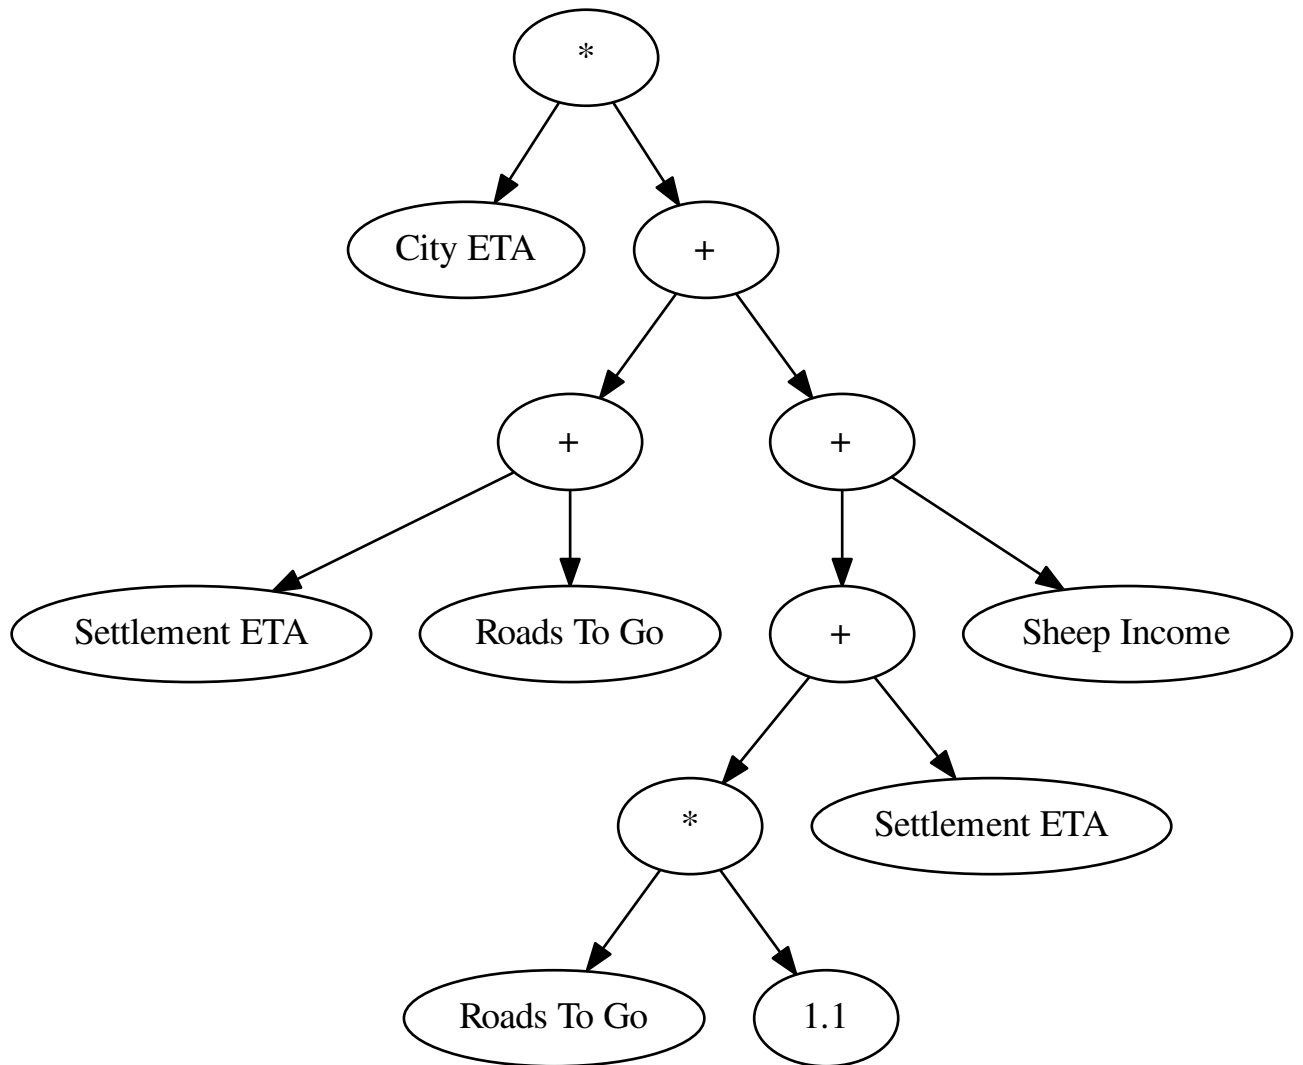 *
City ETA
+
+
+
Settlement ETA
Roads To Go
+
Sheep Income
*
Settlement ETA
Roads To Go
1.1